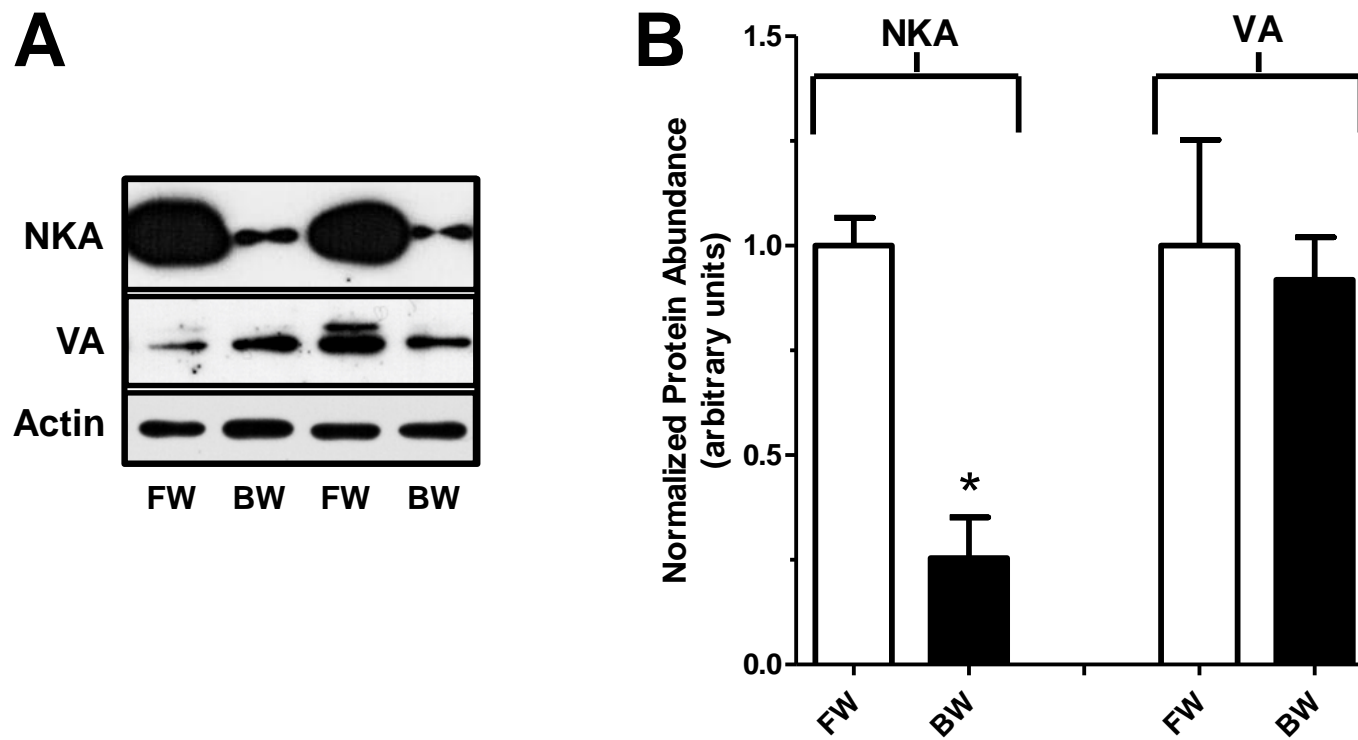 A
NKA
VA
Actin
FW BW FW BW
B
NKA VA
Normalized Protein Abundance
(arbitrary units)
1.5
1.0
0.5
0.0
*
FW BW FW BW